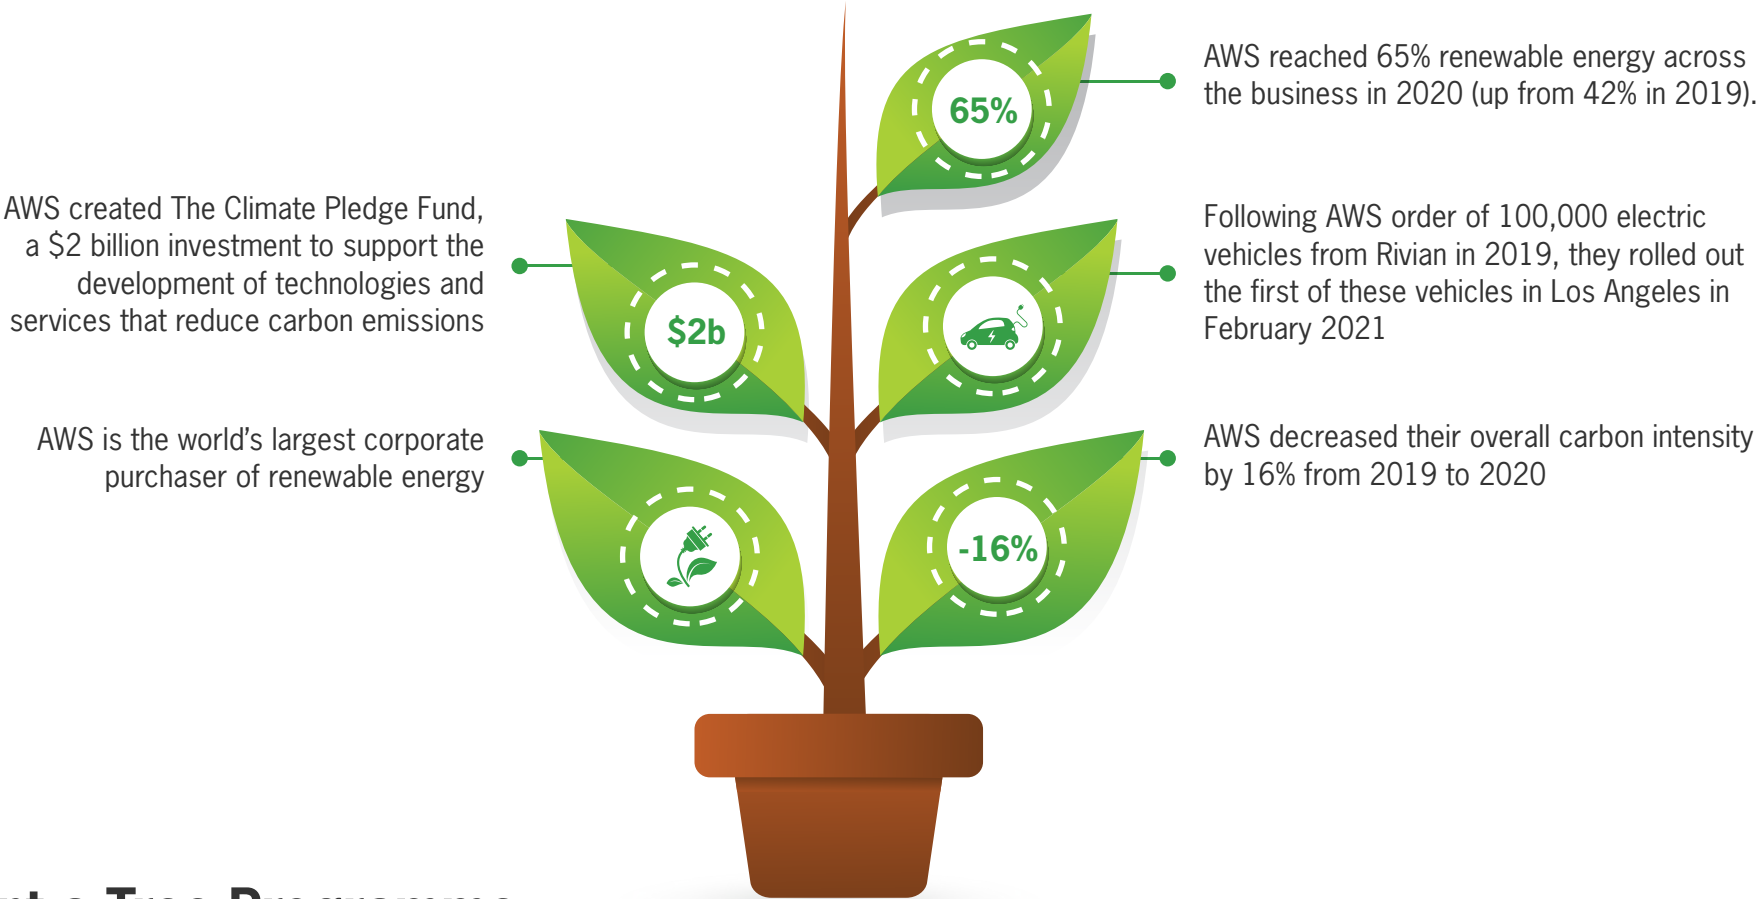 65%
AWS reached 65% renewable energy across
the business in 2020 (up from 42% in 2019).
AWS created The Climate Pledge Fund,
a $2 billion investment to support the
development of technologies and
services that reduce carbon emissions
$2b
Following AWS order of 100,000 electric
vehicles from Rivian in 2019, they rolled out
the first of these vehicles in Los Angeles in
February 2021
AWS is the world’s largest corporate
purchaser of renewable energy
AWS decreased their overall carbon intensity
by 16% from 2019 to 2020
-16%
a Tree Programme